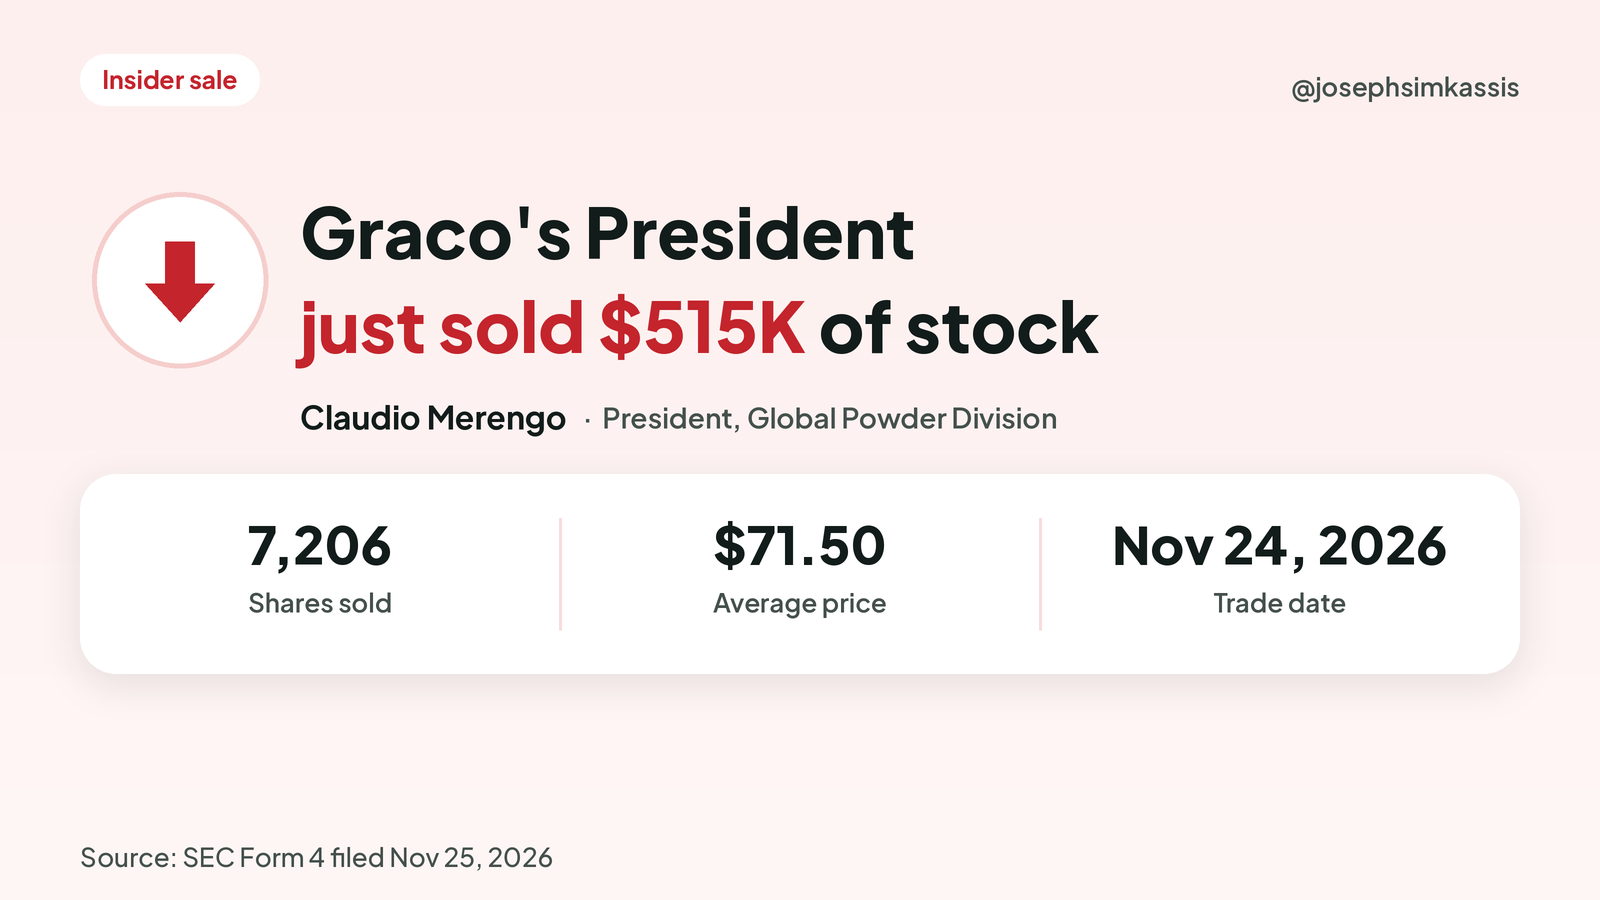 Insider sale
@josephsimkassis
Graco's President
just sold $515K of stock
Claudio Merengo · President, Global Powder Division
7,206
Shares sold
$71.50
Average price
Nov 24, 2026
Trade date
Source: SEC Form 4 filed Nov 25, 2026